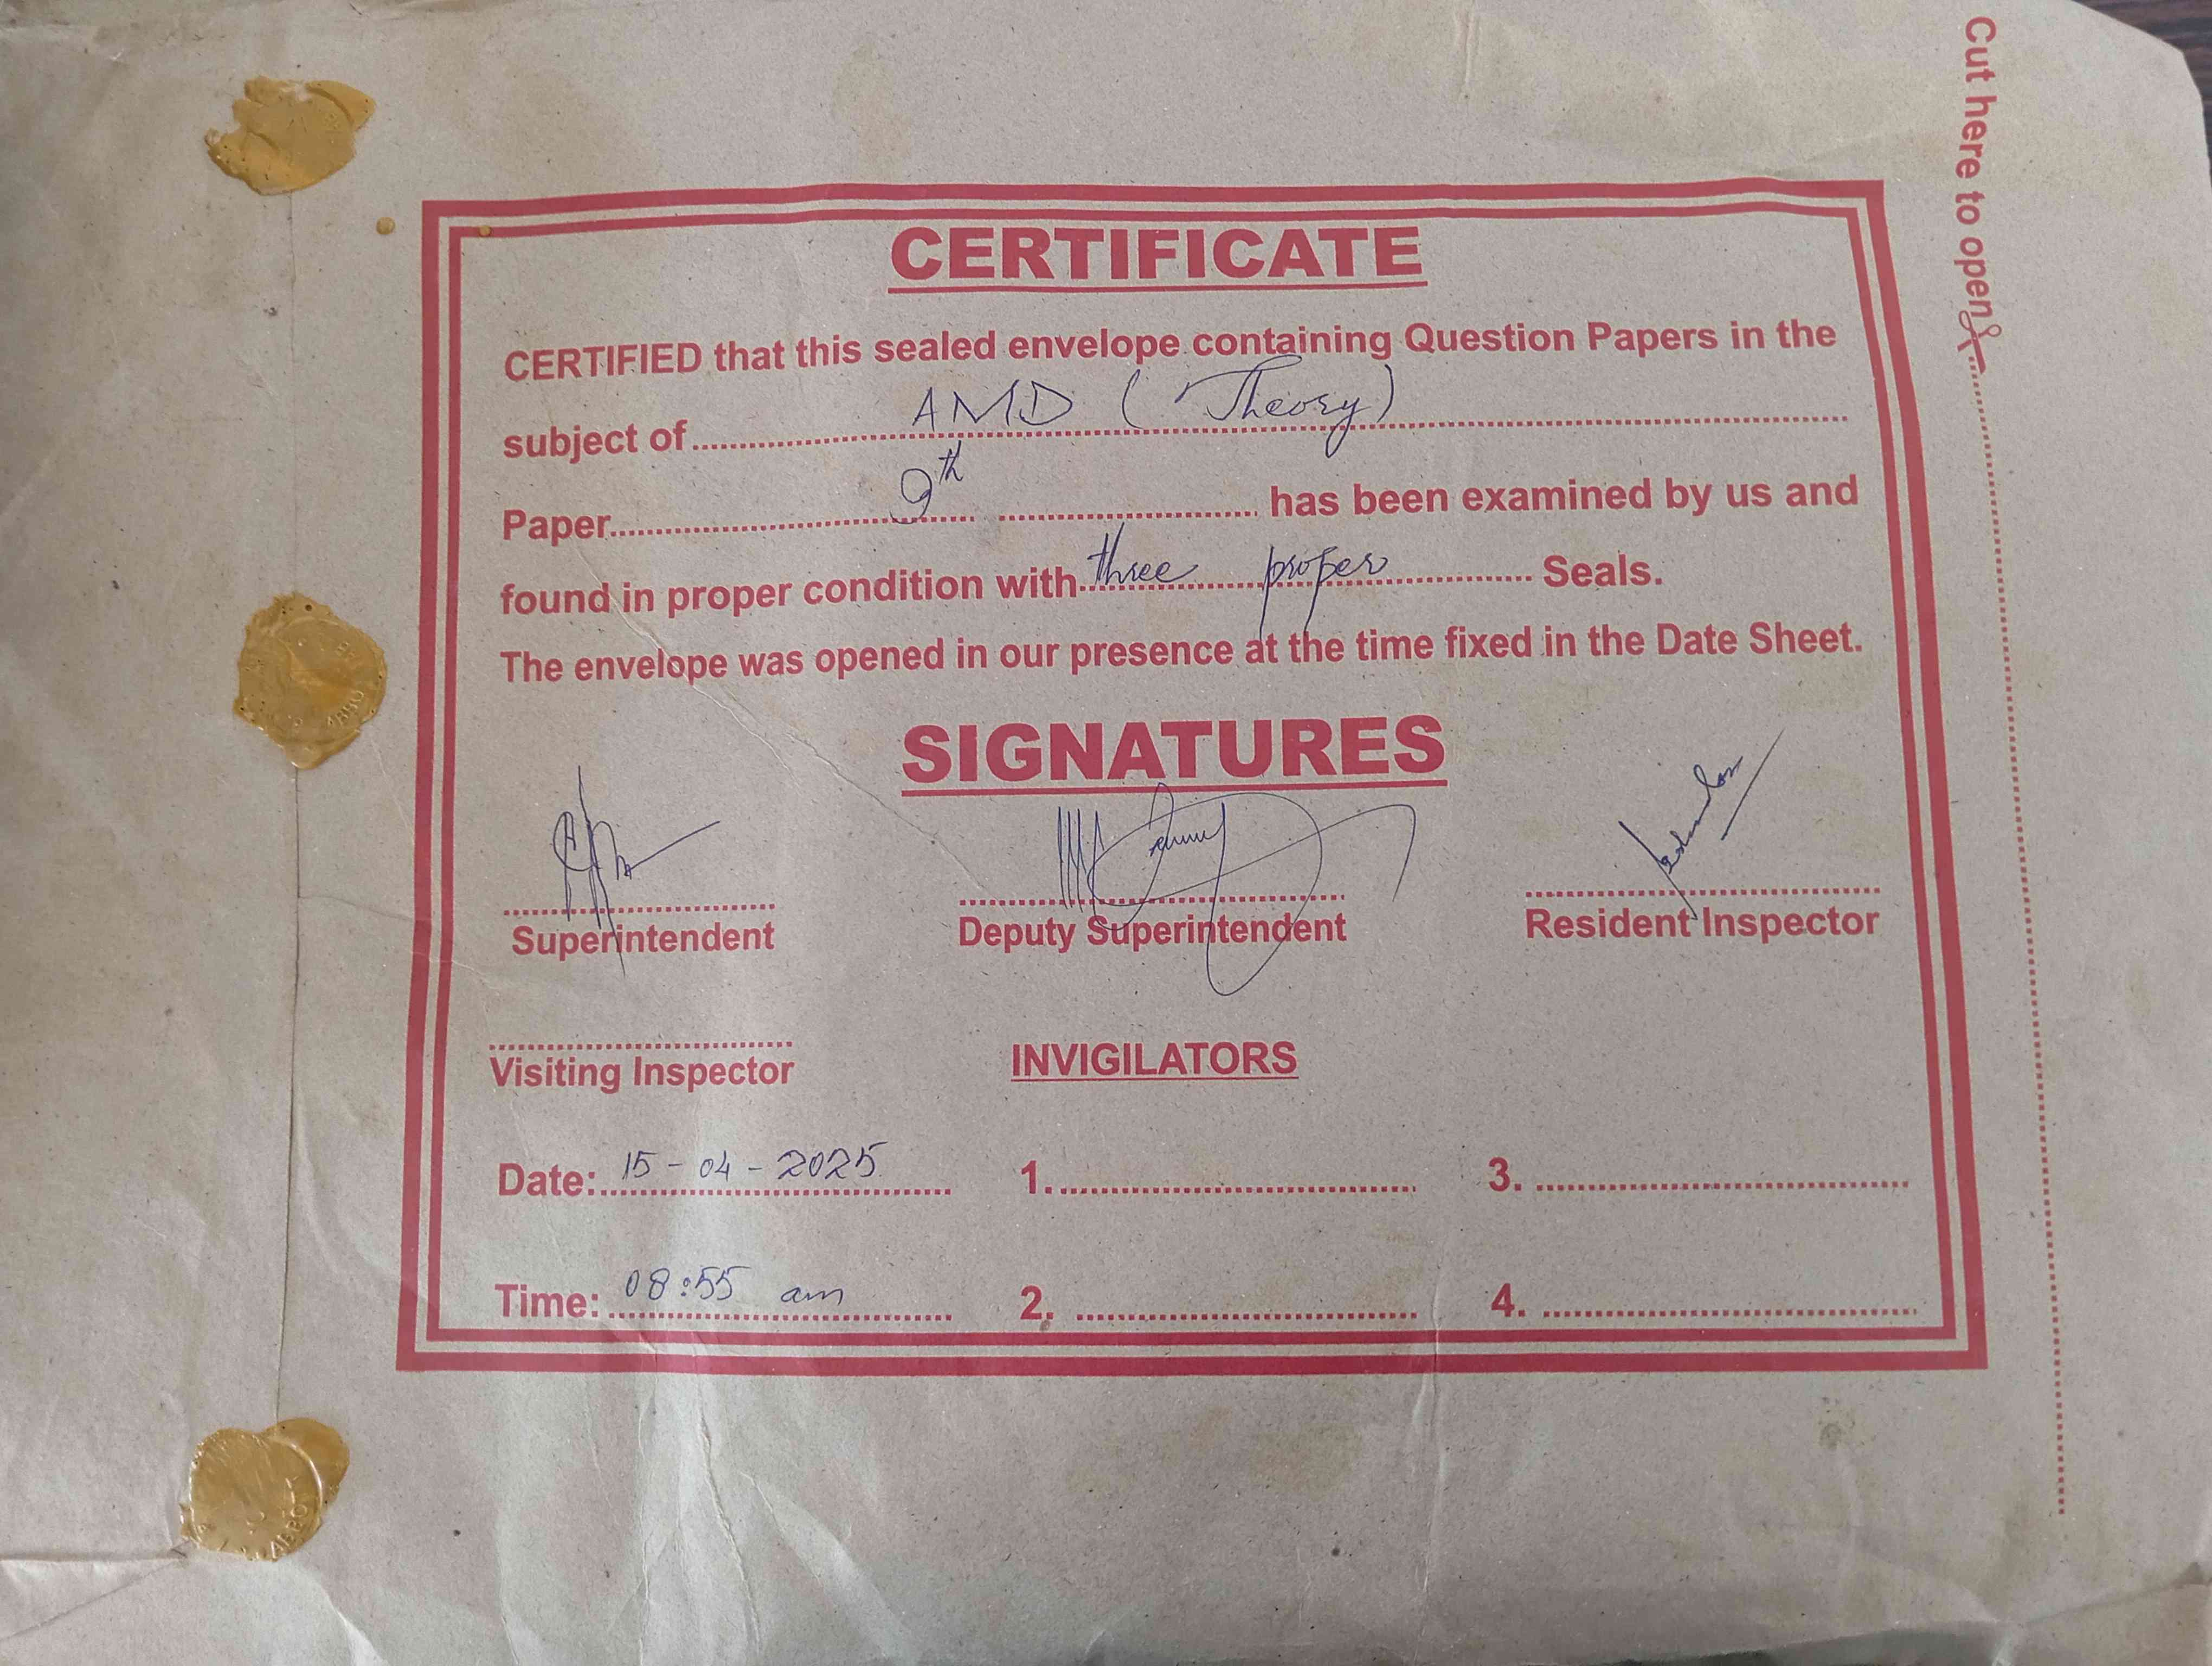 Cut here to open
CERTIFICATE
CERTIFIED that this sealed envelope containing Question Papers in the
subject of AMD (Theory)
Paper 9th has been examined by us and
found in proper condition with three proper Seals.
The envelope was opened in our presence at the time fixed in the Date Sheet.
SIGNATURES
Superintendent Deputy Superintendent Resident Inspector
Visiting Inspector INVIGILATORS
Date: 15-04-2025 1. 3.
Time: 08:55 am 2. 4.